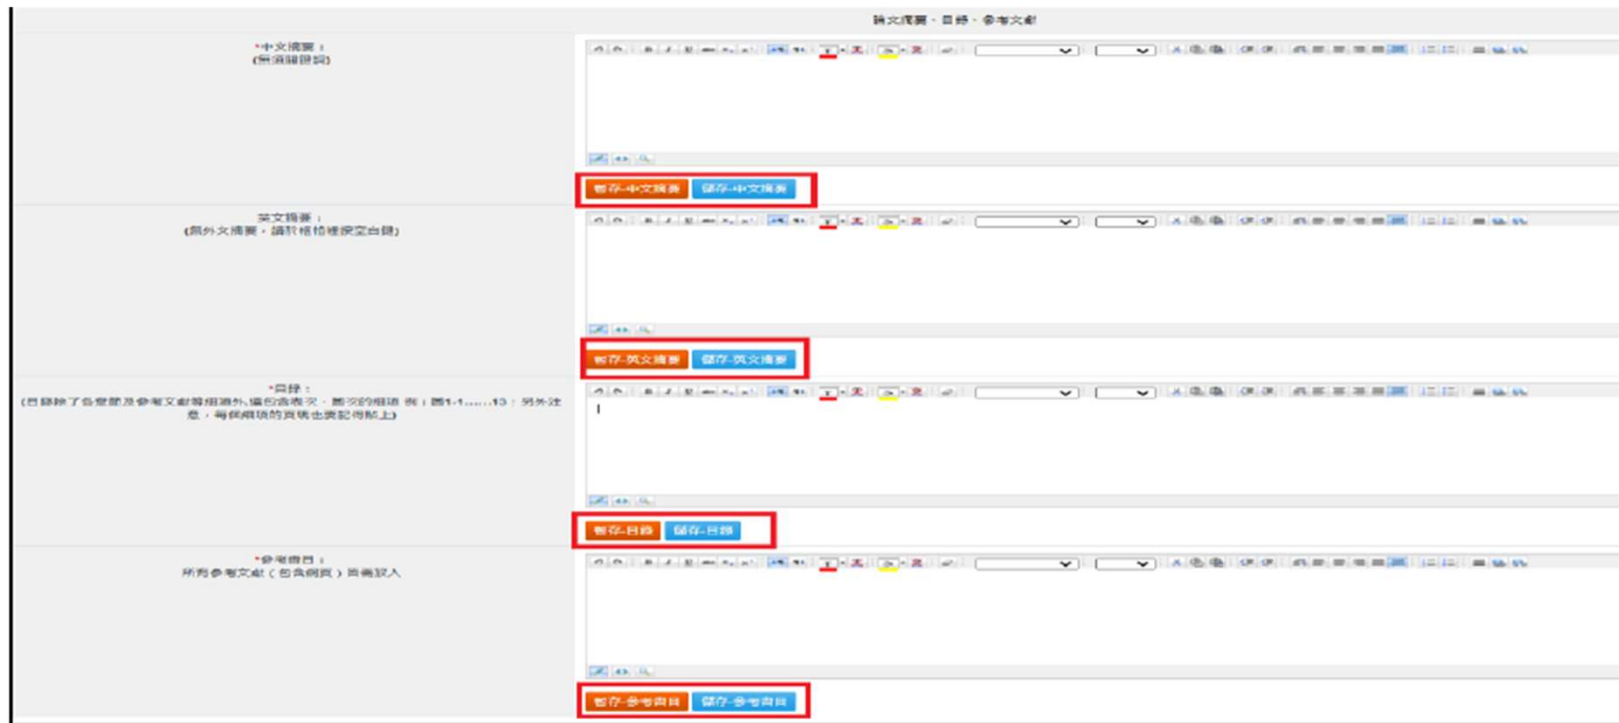 論文摘要、目錄、參考文獻
*中文摘要：
(無須關鍵詞)
暫存-中文摘要 儲存-中文摘要
英文摘要：
(無外文摘要，請於框格裡按空白鍵)
暫存-英文摘要 儲存-英文摘要
*目錄：
(目錄除了各章節及參考文獻等細項外,還包含表次、圖次的細項 例；圖1-1......13；另外注
意，每個細項的頁碼也要記得貼上)
暫存-目錄 儲存-目錄
*參考書目：
所有參考文獻（包含網頁）皆需放入
暫存-參考書目 儲存-參考書目